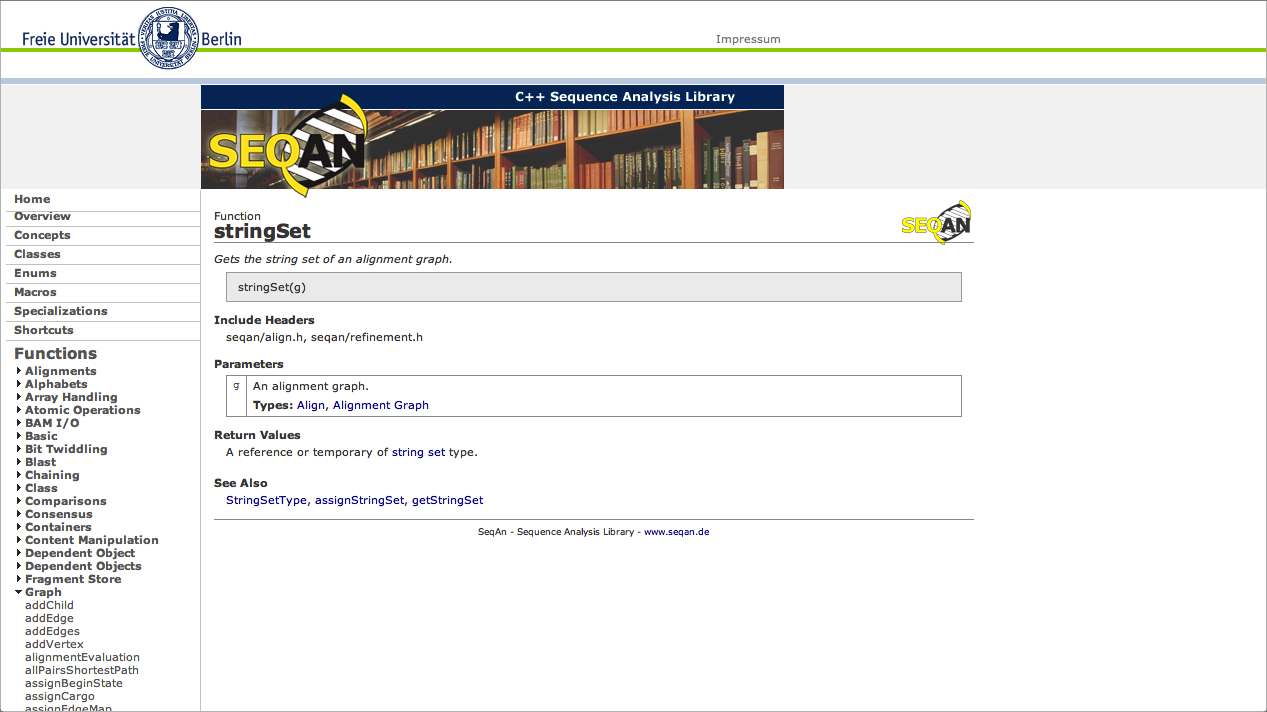 Freie Universität Berlin
Impressum
C++ Sequence Analysis Library
SEQAN
Home
Overview
Concepts
Classes
Enums
Macros
Specializations
Shortcuts
Functions
Alignments
Alphabets
Array Handling
Atomic Operations
BAM I/O
Basic
Bit Twiddling
Blast
Chaining
Class
Comparisons
Consensus
Containers
Content Manipulation
Dependent Object
Dependent Objects
Fragment Store
Graph
addChild
addEdge
addEdges
addVertex
alignmentEvaluation
allPairsShortestPath
assignBeginState
assignCargo
assignEdgeMap
Function
SEQAN
stringSet
Gets the string set of an alignment graph.
stringSet(g)
Include Headers
seqan/align.h, seqan/refinement.h
Parameters
g An alignment graph.
Types: Align, Alignment Graph
Return Values
A reference or temporary of string set type.
See Also
StringSetType, assignStringSet, getStringSet
SeqAn - Sequence Analysis Library - www.seqan.de